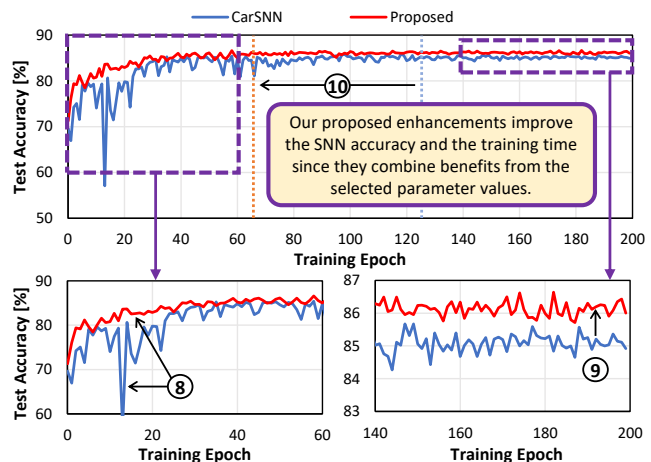 CarSNN Proposed
Test Accuracy [%]
90
80
70
60
50
10
Our proposed enhancements improve
the SNN accuracy and the training time
since they combine benefits from the
selected parameter values.
0 20 40 60 80 100 120 140 160 180 200
Training Epoch
Test Accuracy [%]
90
80
70
60
8
0 20 40 60
Training Epoch
87
86
85
84
83
9
140 150 160 170 180 190 200
Training Epoch